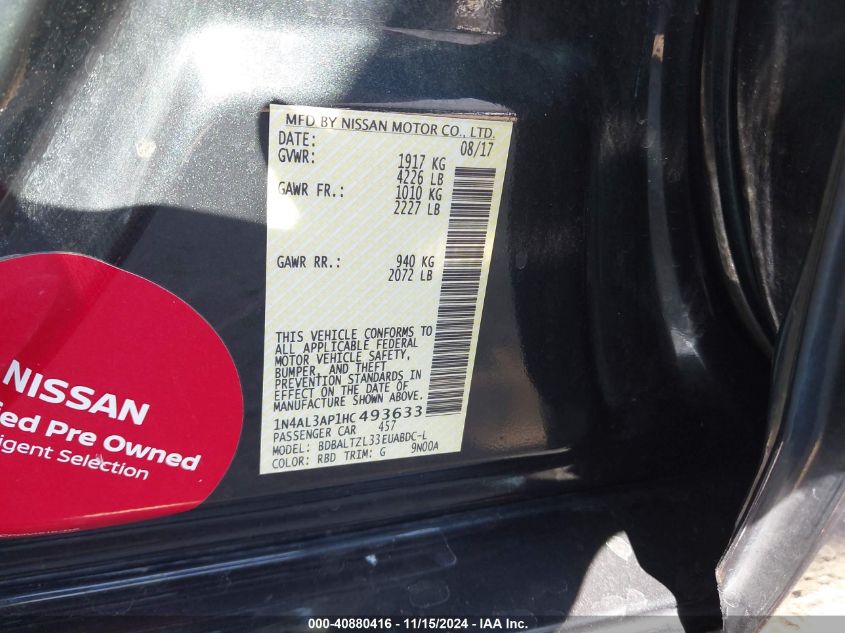 MFD BY NISSAN MOTOR CO., LTD.
DATE: 08/17
GVWR: 1917 KG
4226 LB
GAWR FR.: 1010 KG
2227 LB
GAWR RR.: 940 KG
2072 LB
THIS VEHICLE CONFORMS TO
ALL APPLICABLE FEDERAL
MOTOR VEHICLE SAFETY,
BUMPER, AND THEFT
PREVENTION STANDARDS IN
EFFECT ON THE DATE OF
MANUFACTURE SHOWN ABOVE.
1N4AL3AP1HC493633
PASSENGER CAR 457
MODEL: BDBALTZL33EUABDC-L
COLOR: RBD TRIM: G 9N00A
NISSAN
ied Pre Owned
igent Selection
000-40880416 - 11/15/2024 - © Copyright 2024 - IAA Inc.